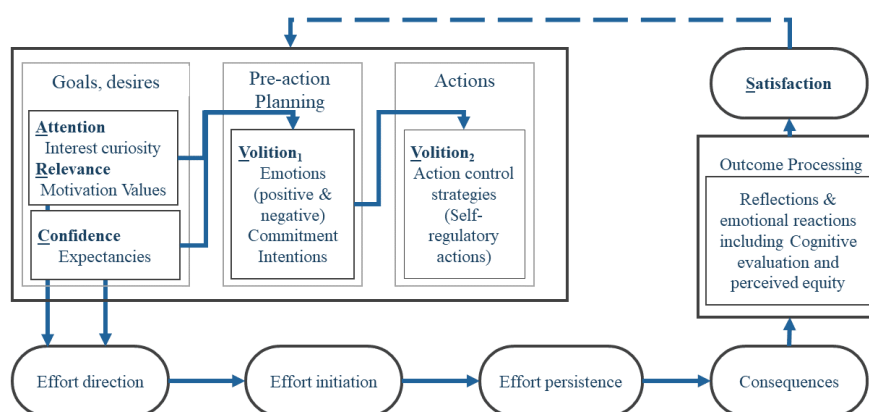 Goals, desires
Attention
Interest curiosity
Relevance
Motivation Values
Confidence
Expectancies
Pre-action
Planning
Volition₁
Emotions
(positive &
negative)
Commitment
Intentions
Actions
Volition₂
Action control
strategies
(Self-
regulatory
actions)
Satisfaction
Outcome Processing
Reflections &
emotional reactions
including Cognitive
evaluation and
perceived equity
Effort direction
Effort initiation
Effort persistence
Consequences